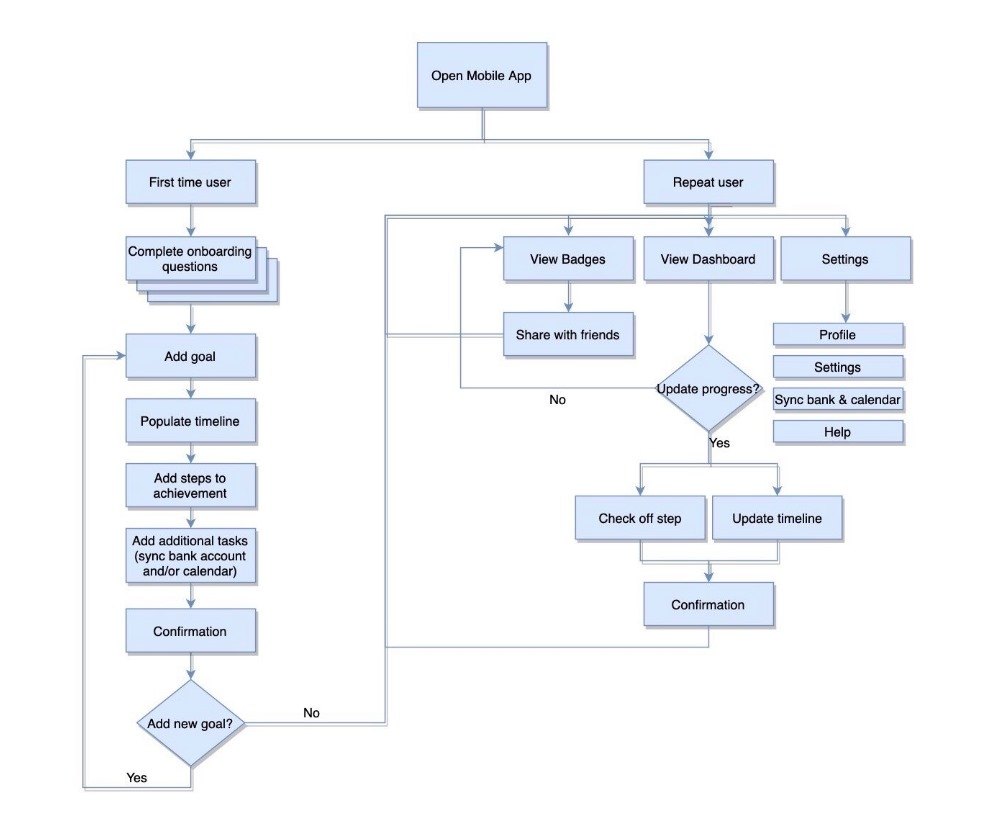 Open Mobile App
First time user
Repeat user
Complete onboarding
questions
View Badges
View Dashboard
Settings
Share with friends
Profile
Add goal
Settings
Update progress?
No
Sync bank & calendar
Populate timeline
Help
Yes
Add steps to
achievement
Check off step
Update timeline
Add additional tasks
(sync bank account
and/or calendar)
Confirmation
Confirmation
Add new goal?
No
Yes